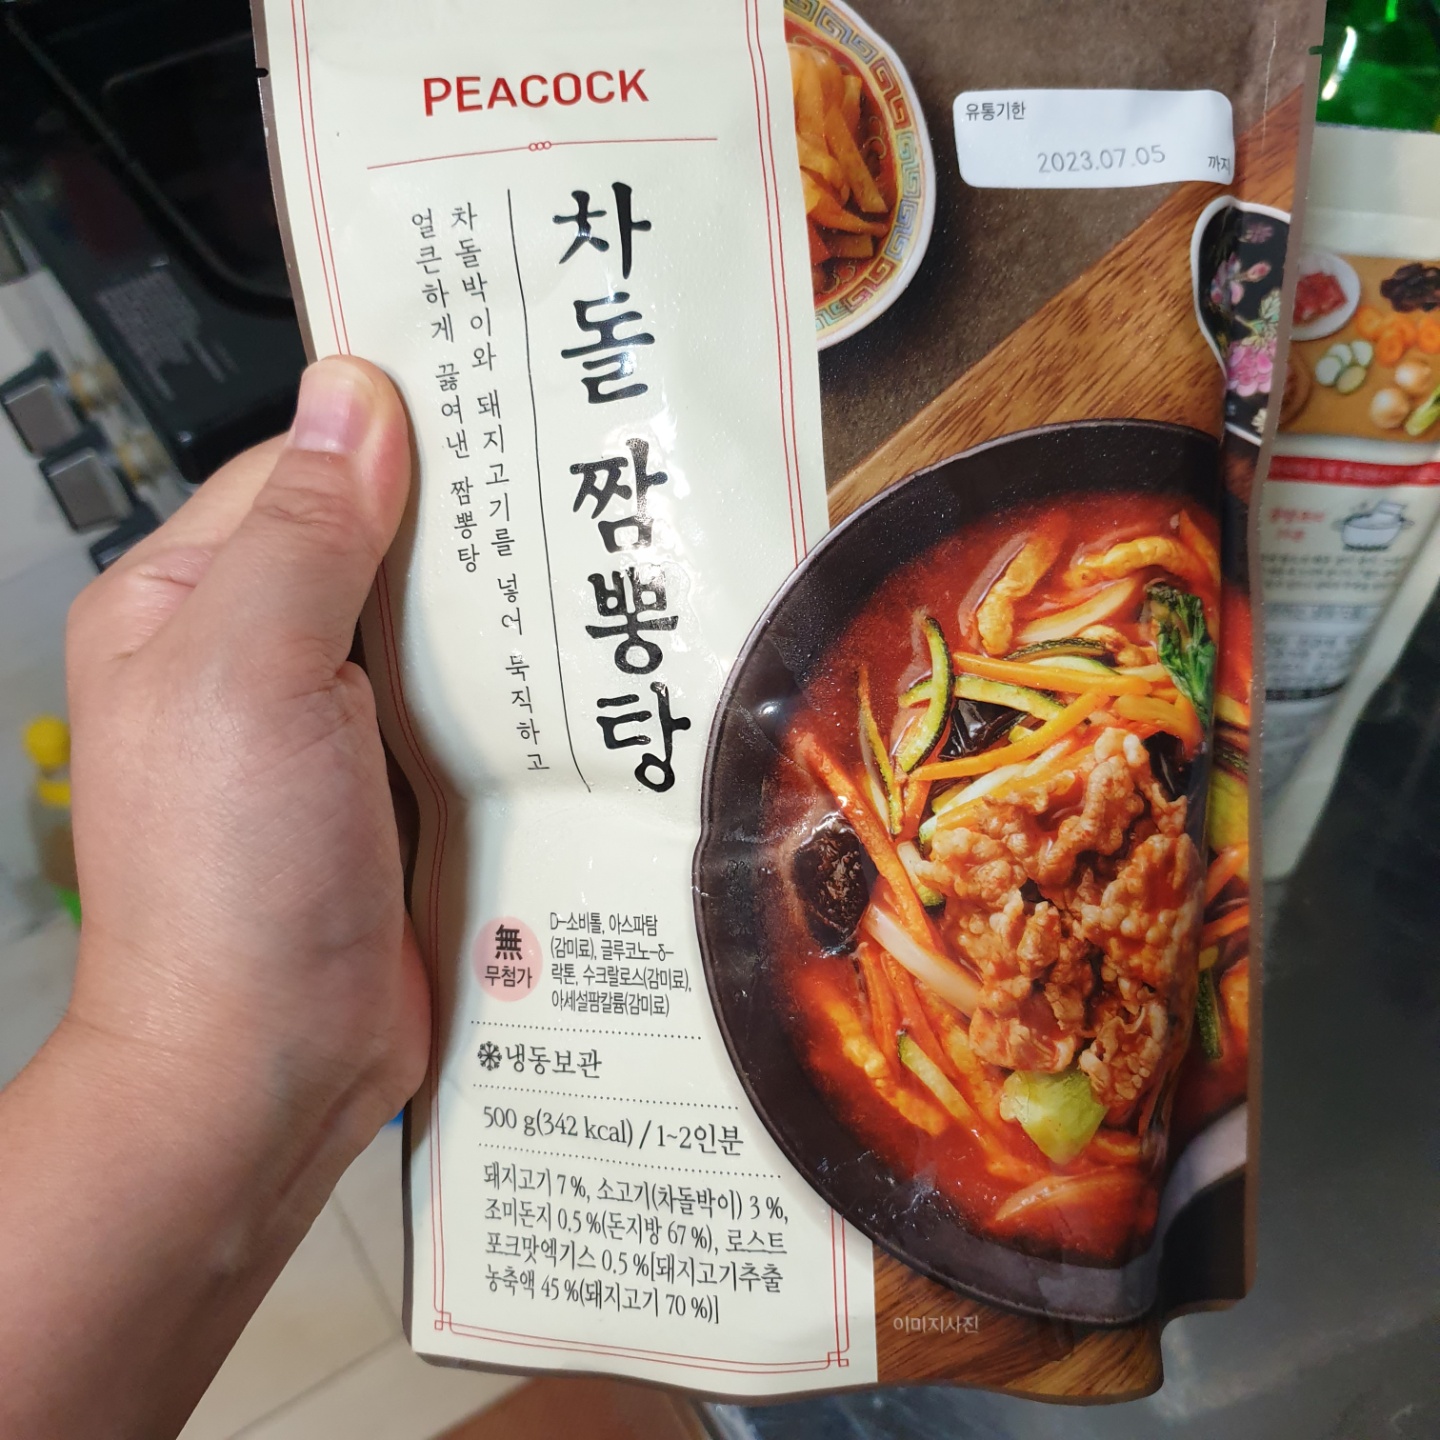 PEACOCK
유통기한
2023.07.05 까지
차돌 짬뽕탕
차돌박이와 돼지고기를 넣어 묵직하고
얼큰하게 끓여낸 짬뽕탕
無
무첨가
D-소비톨, 아스파탐
(감미료), 글루코노-δ-
락톤, 수크랄로스(감미료),
아세설팜칼륨(감미료)
냉동보관
500 g(342 kcal) / 1~2인분
돼지고기 7 %, 소고기(차돌박이) 3 %,
조미돈지 0.5 %(돈지방 67 %), 로스트
포크맛엑기스 0.5 %[돼지고기추출
농축액 45 %(돼지고기 70 %)]
이미지사진